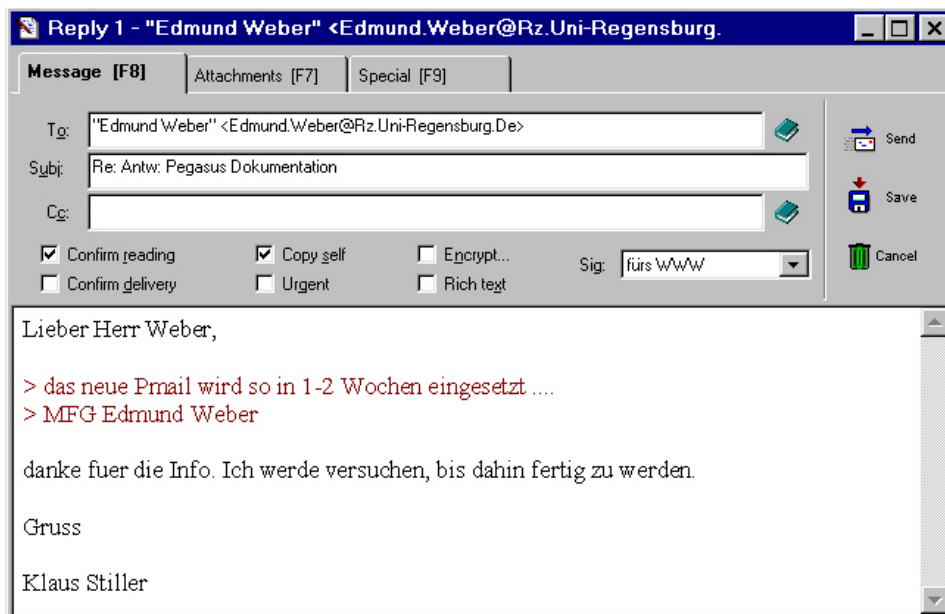 Reply 1 - "Edmund Weber" <Edmund.Weber@Rz.Uni-Regensburg.
Message [F8] Attachments [F7] Special [F9]
To: "Edmund Weber" <Edmund.Weber@Rz.Uni-Regensburg.De>
Send
Subj: Re: Antw: Pegasus Dokumentation
Save
Cc:
Confirm reading Copy self Encrypt... Sig: fürs WWW Cancel
Confirm delivery Urgent Rich text
Lieber Herr Weber,
> das neue Pmail wird so in 1-2 Wochen eingesetzt ....
> MFG Edmund Weber
danke fuer die Info. Ich werde versuchen, bis dahin fertig zu werden.
Gruss
Klaus Stiller